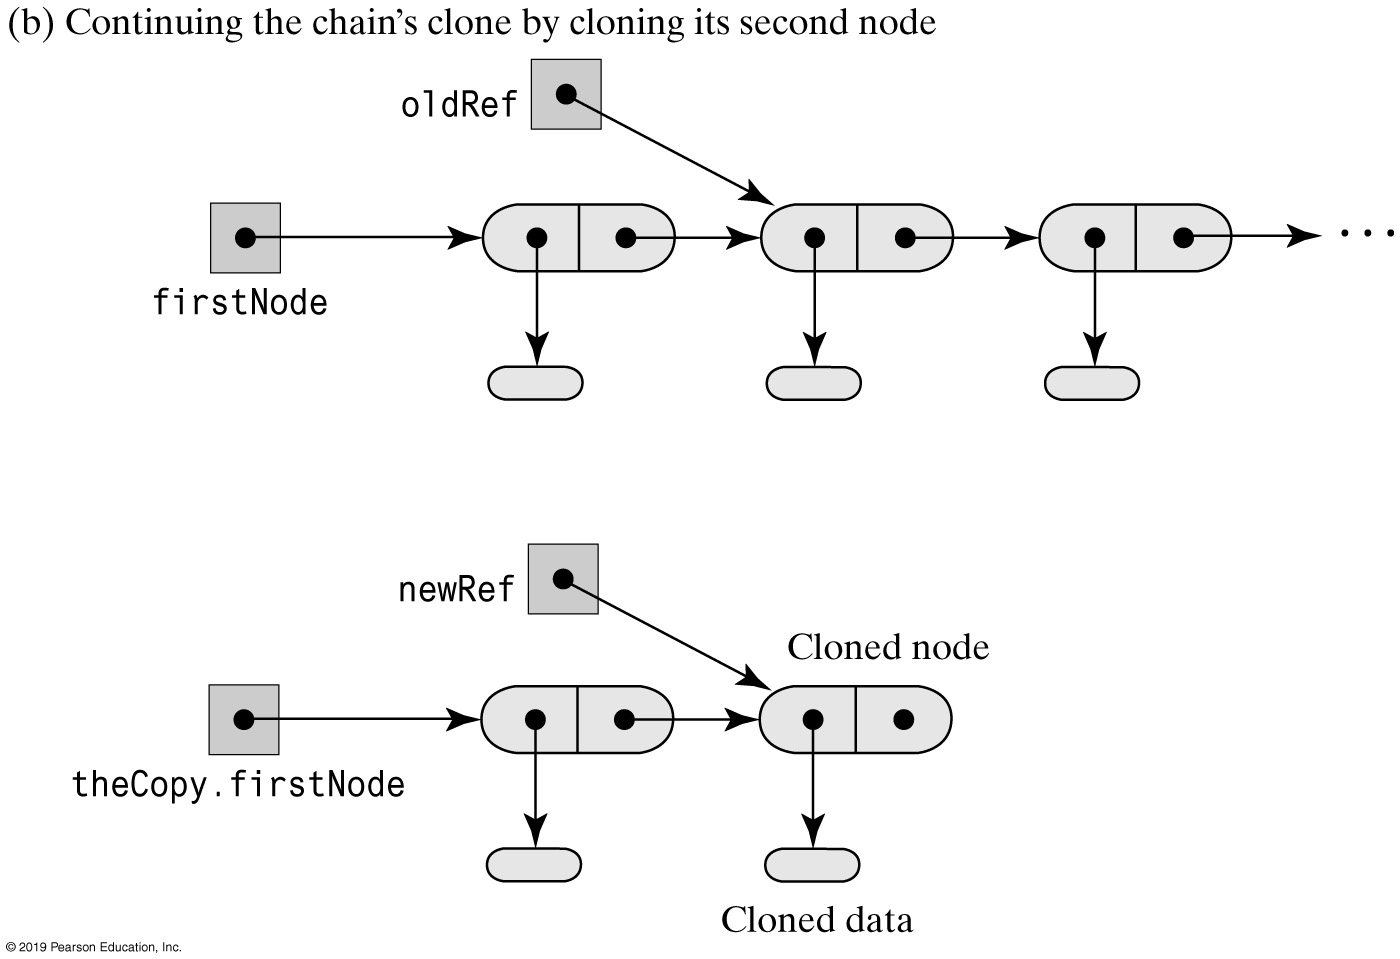 (b) Continuing the chain’s clone by cloning its second node
oldRef
firstNode
newRef
Cloned node
theCopy.firstNode
Cloned data
© 2019 Pearson Education, Inc.